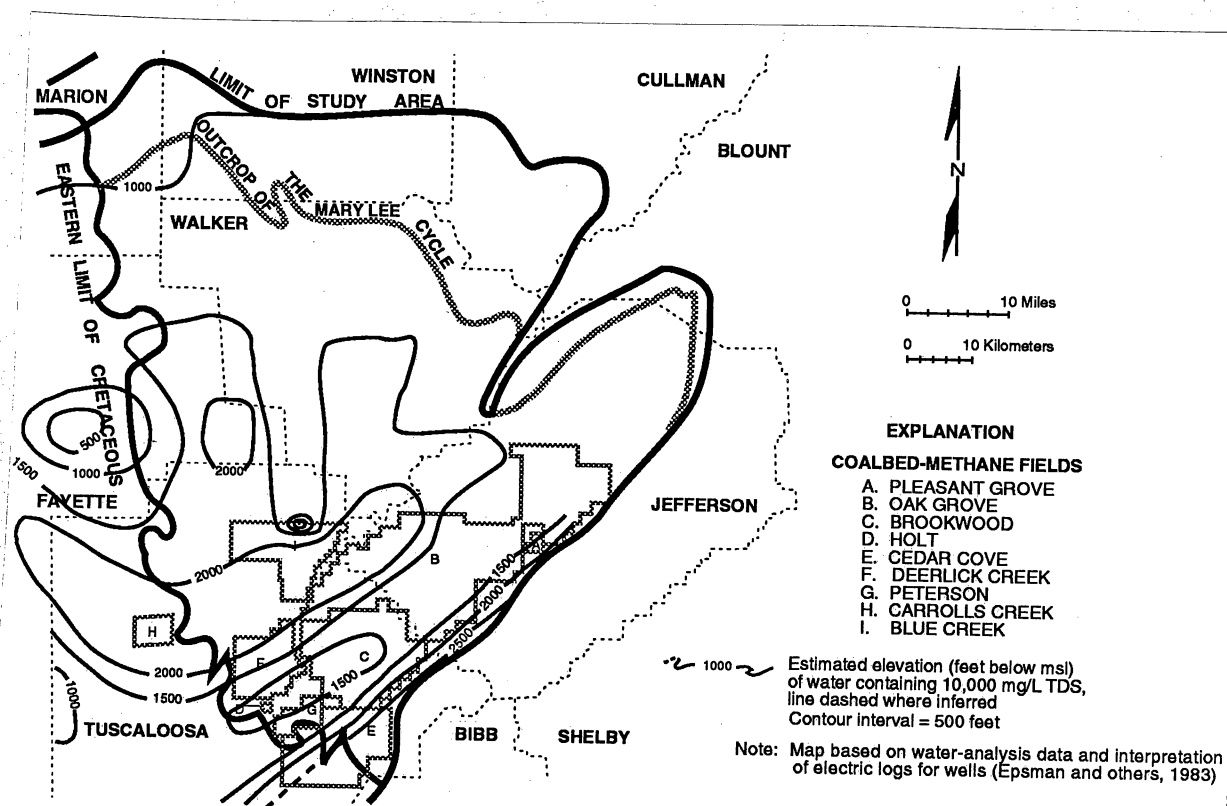 MARION
LIMIT OF STUDY AREA
WINSTON
CULLMAN
BLOUNT
OUTCROP OF THE MARY LEE CYCLE
1000
WALKER
EASTERN LIMIT OF CRETACEOUS
N
0 10 Miles
0 10 Kilometers
500
1000
1500
2000
FAYETTE
JEFFERSON
EXPLANATION
COALBED-METHANE FIELDS
A. PLEASANT GROVE
B. OAK GROVE
C. BROOKWOOD
D. HOLT
E. CEDAR COVE
F. DEERLICK CREEK
G. PETERSON
H. CARROLLS CREEK
I. BLUE CREEK
I
A
B
2000
1500
2000
2500
H
F
C
2000
1500
1500
1000
D
G
E
TUSCALOOSA
BIBB
SHELBY
1000
Estimated elevation (feet below msl)
of water containing 10,000 mg/L TDS,
line dashed where inferred
Contour interval = 500 feet
Note: Map based on water-analysis data and interpretation
of electric logs for wells (Epsman and others, 1983)